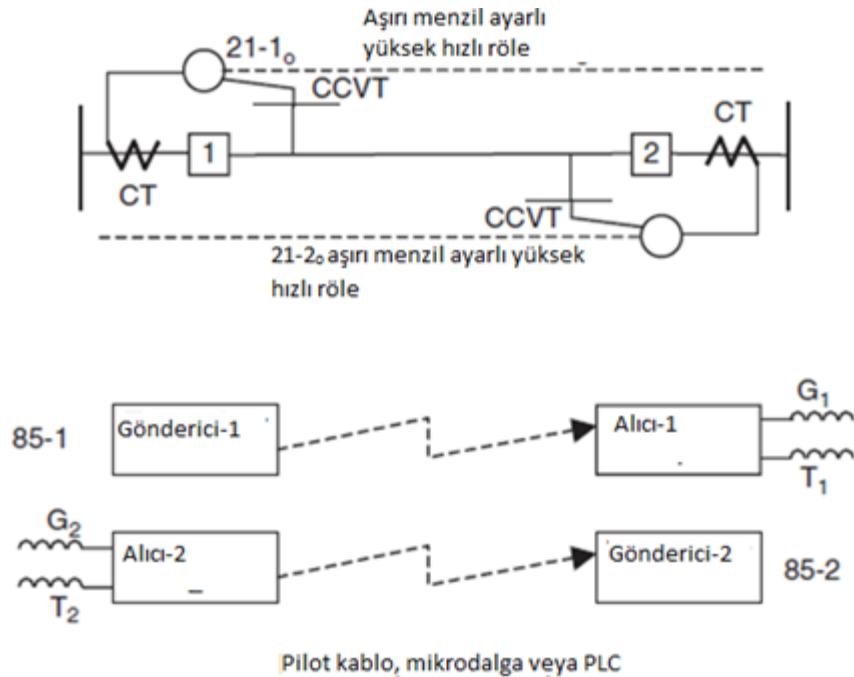 Aşırı menzil ayarlı
yüksek hızlı röle
21-1o
CCVT
CT
1
2
CT
CCVT
21-2o aşırı menzil ayarlı yüksek
hızlı röle
85-1
Gönderici-1
Alıcı-1
G1
T1
G2
T2
Alıcı-2
Gönderici-2
85-2
Pilot kablo, mikrodalga veya PLC